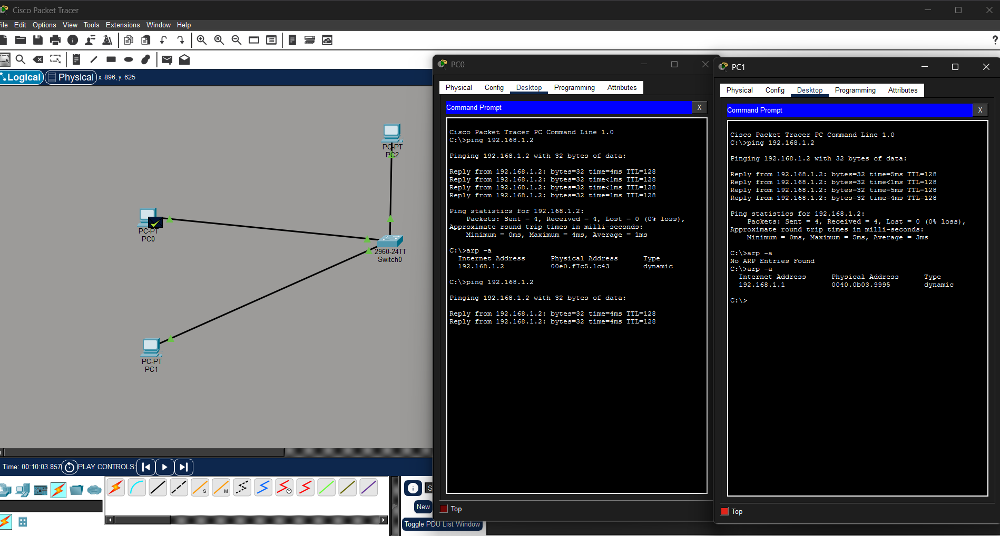 Cisco Packet Tracer
File Edit Options View Tools Extensions Window Help
?
Logical Physical x: 896, y: 625
PC-PT
PC2
PC-PT
PC0
2960-24TT
Switch0
PC-PT
PC1
Time: 00:10:03.857 PLAY CONTROLS:
S M
S
New
Toggle PDU List Window
PC0
Physical Config Desktop Programming Attributes
Command Prompt X
Cisco Packet Tracer PC Command Line 1.0
C:\>ping 192.168.1.2
Pinging 192.168.1.2 with 32 bytes of data:
Reply from 192.168.1.2: bytes=32 time=4ms TTL=128
Reply from 192.168.1.2: bytes=32 time<1ms TTL=128
Reply from 192.168.1.2: bytes=32 time<1ms TTL=128
Reply from 192.168.1.2: bytes=32 time=1ms TTL=128
Ping statistics for 192.168.1.2:
Packets: Sent = 4, Received = 4, Lost = 0 (0% loss),
Approximate round trip times in milli-seconds:
Minimum = 0ms, Maximum = 4ms, Average = 1ms
C:\>arp -a
Internet Address Physical Address Type
192.168.1.2 00e0.f7c5.1c43 dynamic
C:\>ping 192.168.1.2
Pinging 192.168.1.2 with 32 bytes of data:
Reply from 192.168.1.2: bytes=32 time=4ms TTL=128
Reply from 192.168.1.2: bytes=32 time=4ms TTL=128
Top
PC1
Physical Config Desktop Programming Attributes
Command Prompt X
Cisco Packet Tracer PC Command Line 1.0
C:\>ping 192.168.1.2
Pinging 192.168.1.2 with 32 bytes of data:
Reply from 192.168.1.2: bytes=32 time=5ms TTL=128
Reply from 192.168.1.2: bytes=32 time<1ms TTL=128
Reply from 192.168.1.2: bytes=32 time=5ms TTL=128
Reply from 192.168.1.2: bytes=32 time=4ms TTL=128
Ping statistics for 192.168.1.2:
Packets: Sent = 4, Received = 4, Lost = 0 (0% loss),
Approximate round trip times in milli-seconds:
Minimum = 0ms, Maximum = 5ms, Average = 3ms
C:\>arp -a
No ARP Entries Found
C:\>arp -a
Internet Address Physical Address Type
192.168.1.1 0040.0b03.9995 dynamic
C:\>
Top